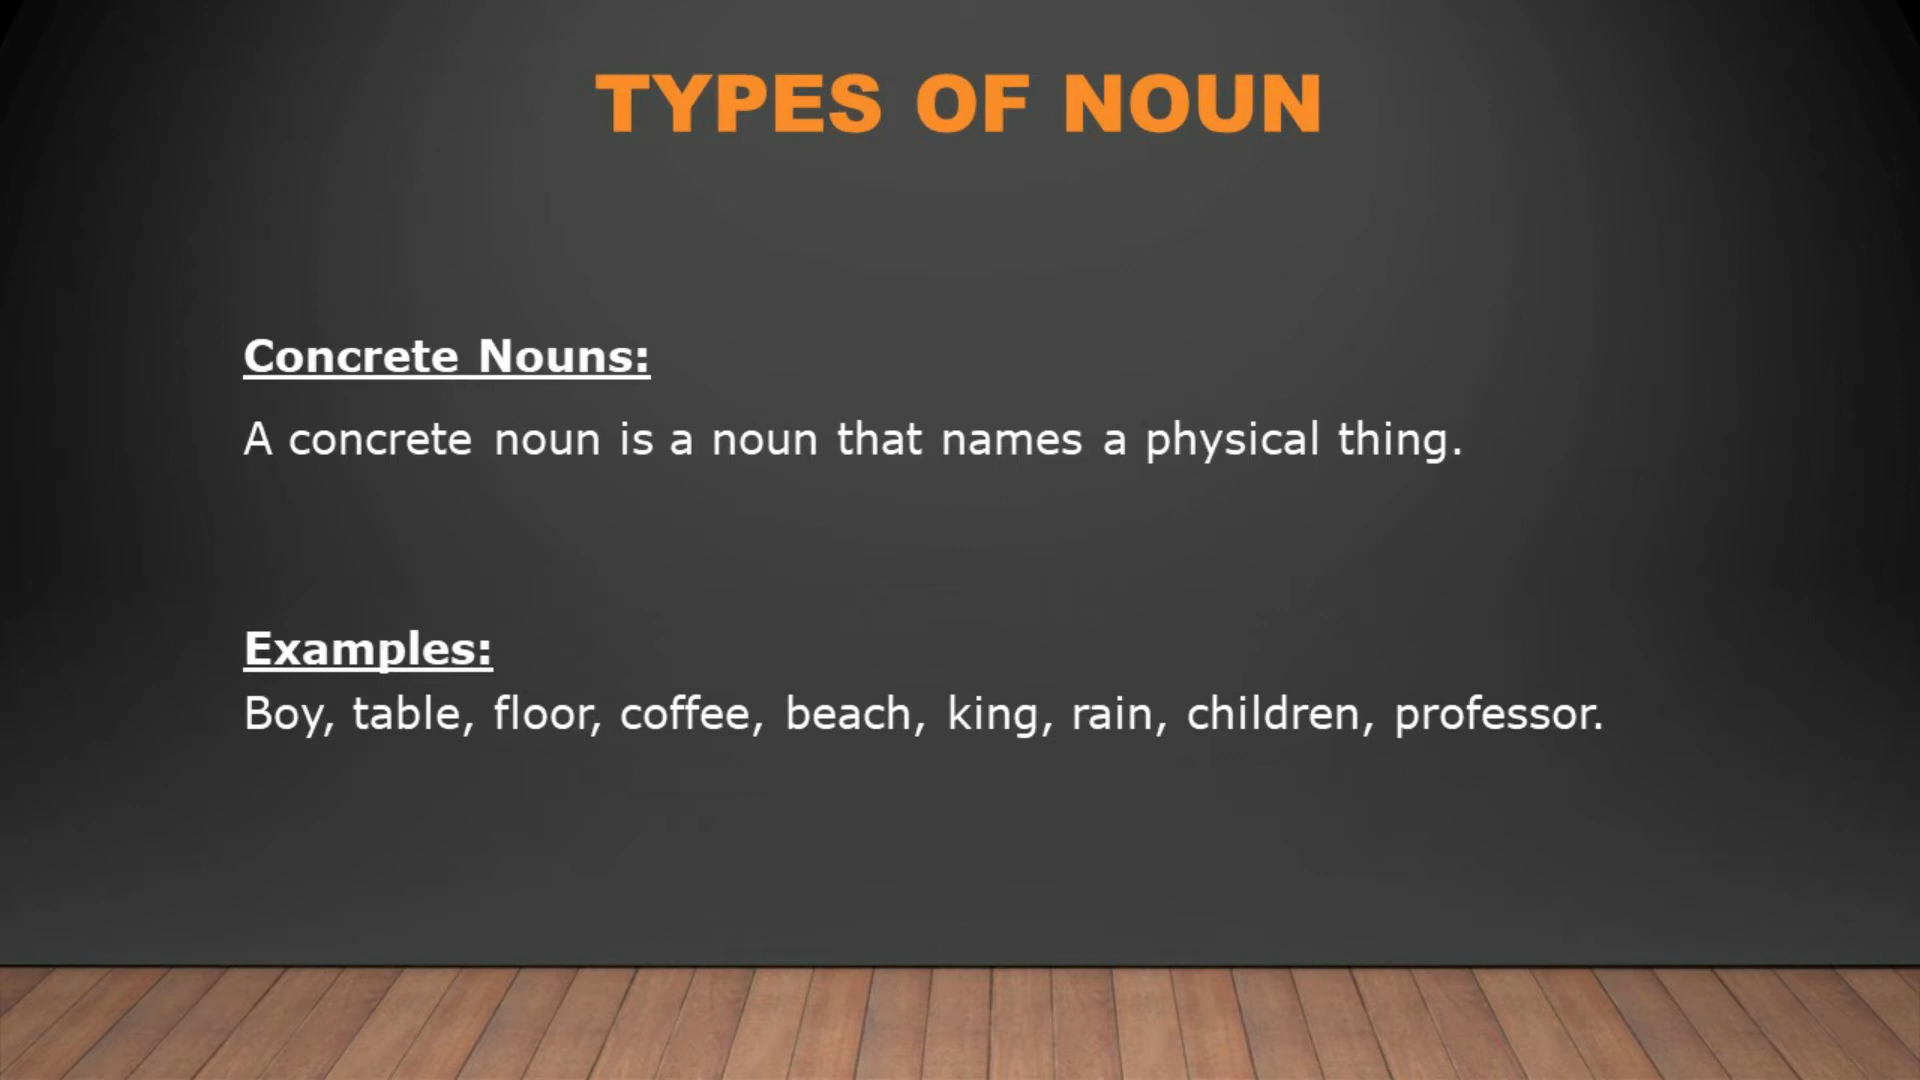 TYPES OF NOUN
Concrete Nouns:
A concrete noun is a noun that names a physical thing.
Examples:
Boy, table, floor, coffee, beach, king, rain, children, professor.